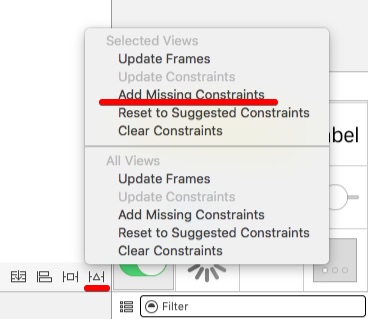 Selected Views
Update Frames
Update Constraints
Add Missing Constraints
Reset to Suggested Constraints
Clear Constraints
All Views
Update Frames
Update Constraints
Add Missing Constraints
Reset to Suggested Constraints
Clear Constraints
Filter